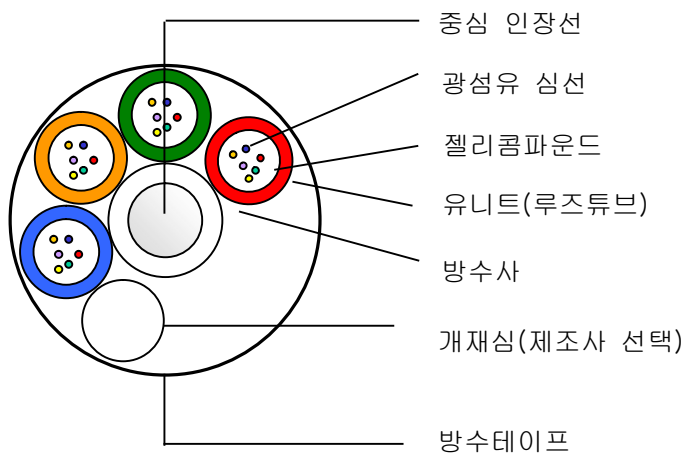 중심 인장선
광섬유 심선
젤리콤파운드
유니트(루즈튜브)
방수사
개재심(제조사 선택)
방수테이프